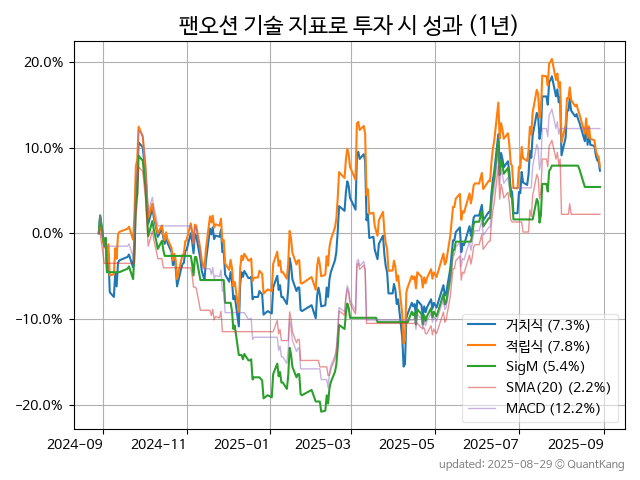 팬오션 기술 지표로 투자 시 성과 (1년)
20.0%
10.0%
0.0%
−10.0%
−20.0%
거치식 (7.3%)
적립식 (7.8%)
SigM (5.4%)
SMA(20) (2.2%)
MACD (12.2%)
2024-09 2024-11 2025-01 2025-03 2025-05 2025-07 2025-09
updated: 2025-08-29 ⓒ QuantKang